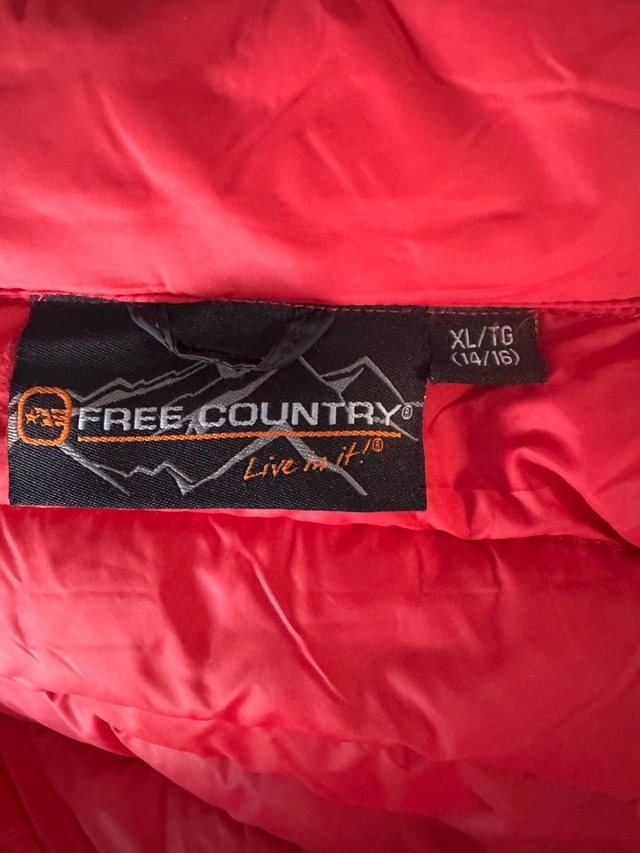 FREE COUNTRY®
Live in it!®
XL/TG
(14/16)